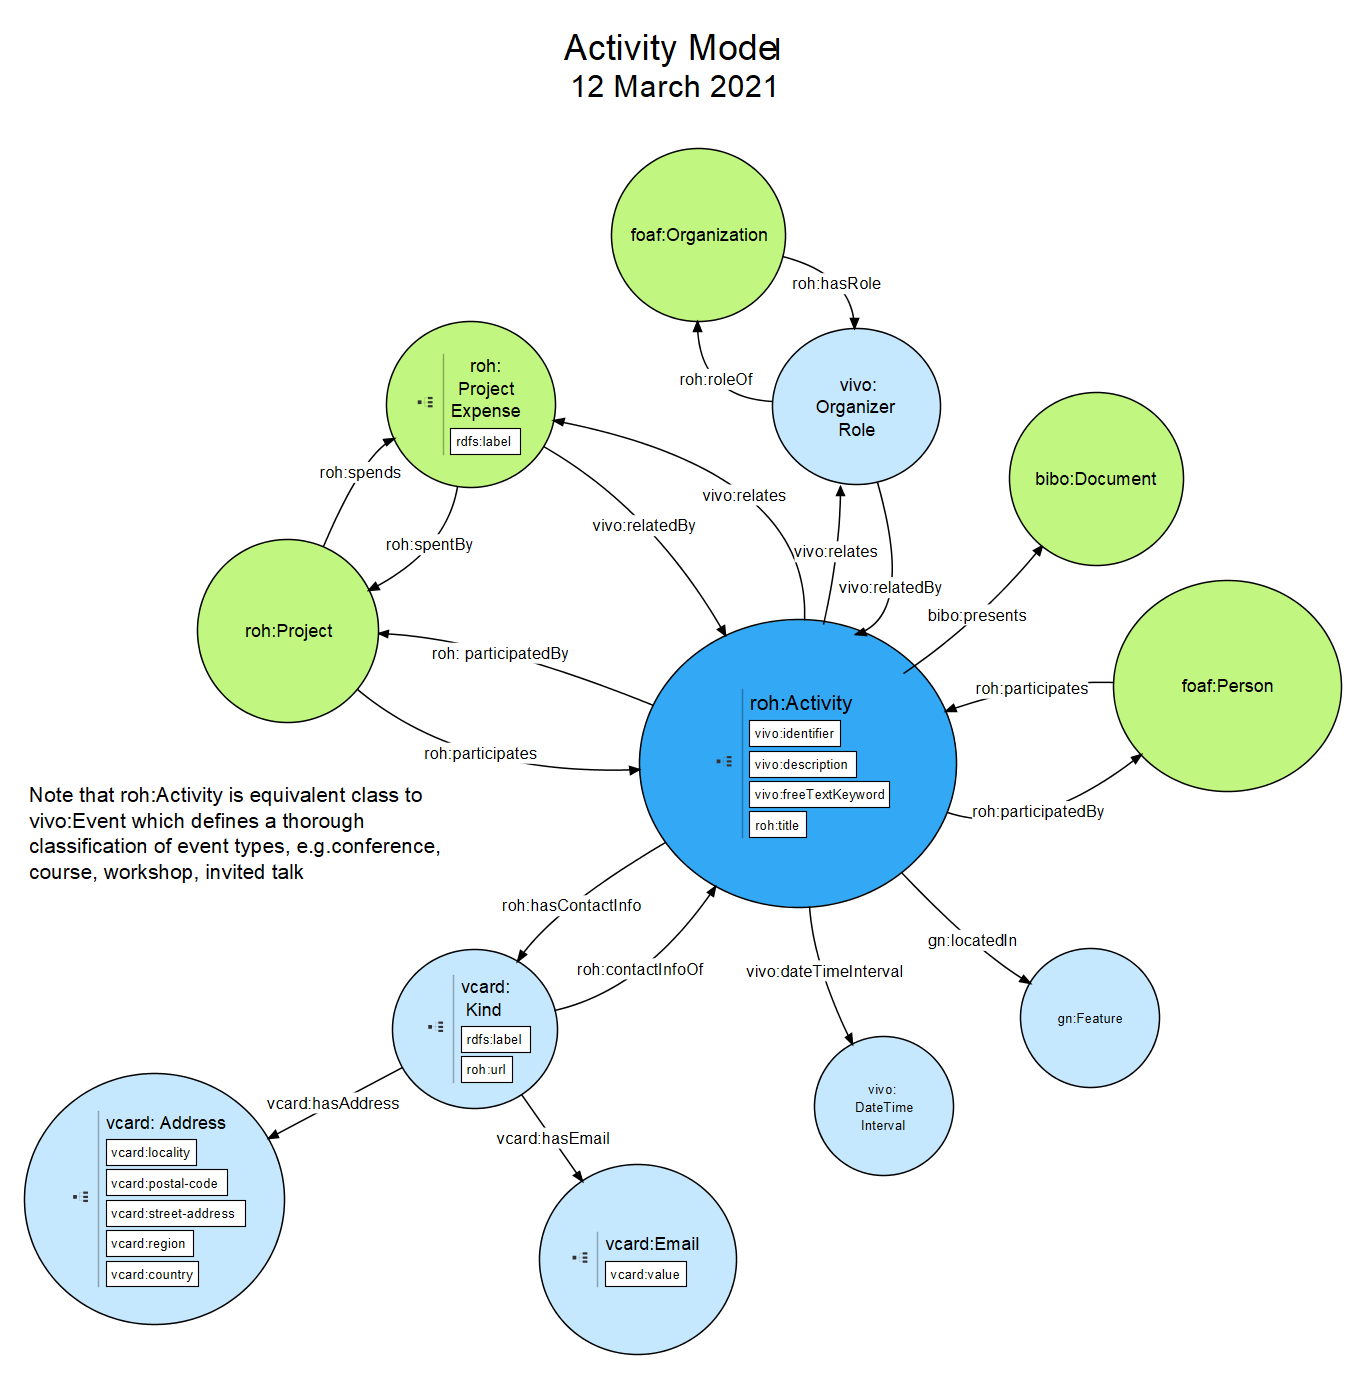 Activity Model
12 March 2021
foaf:Organization
roh:hasRole
roh:roleOf
vivo:
Organizer
Role
roh:
Project
Expense
rdfs:label
roh:spends
roh:spentBy
vivo:relates
vivo:relatedBy
vivo:relates
vivo:relatedBy
bibo:Document
bibo:presents
roh:Project
roh: participatedBy
roh:participates
foaf:Person
roh:participates
roh:participatedBy
roh:Activity
vivo:identifier
vivo:description
vivo:freeTextKeyword
roh:title
Note that roh:Activity is equivalent class to
vivo:Event which defines a thorough
classification of event types, e.g.conference,
course, workshop, invited talk
roh:hasContactInfo
roh:contactInfoOf
vivo:dateTimeInterval
gn:locatedIn
gn:Feature
vivo:
DateTime
Interval
vcard:
Kind
rdfs:label
roh:url
vcard:hasAddress
vcard:hasEmail
vcard: Address
vcard:locality
vcard:postal-code
vcard:street-address
vcard:region
vcard:country
vcard:Email
vcard:value